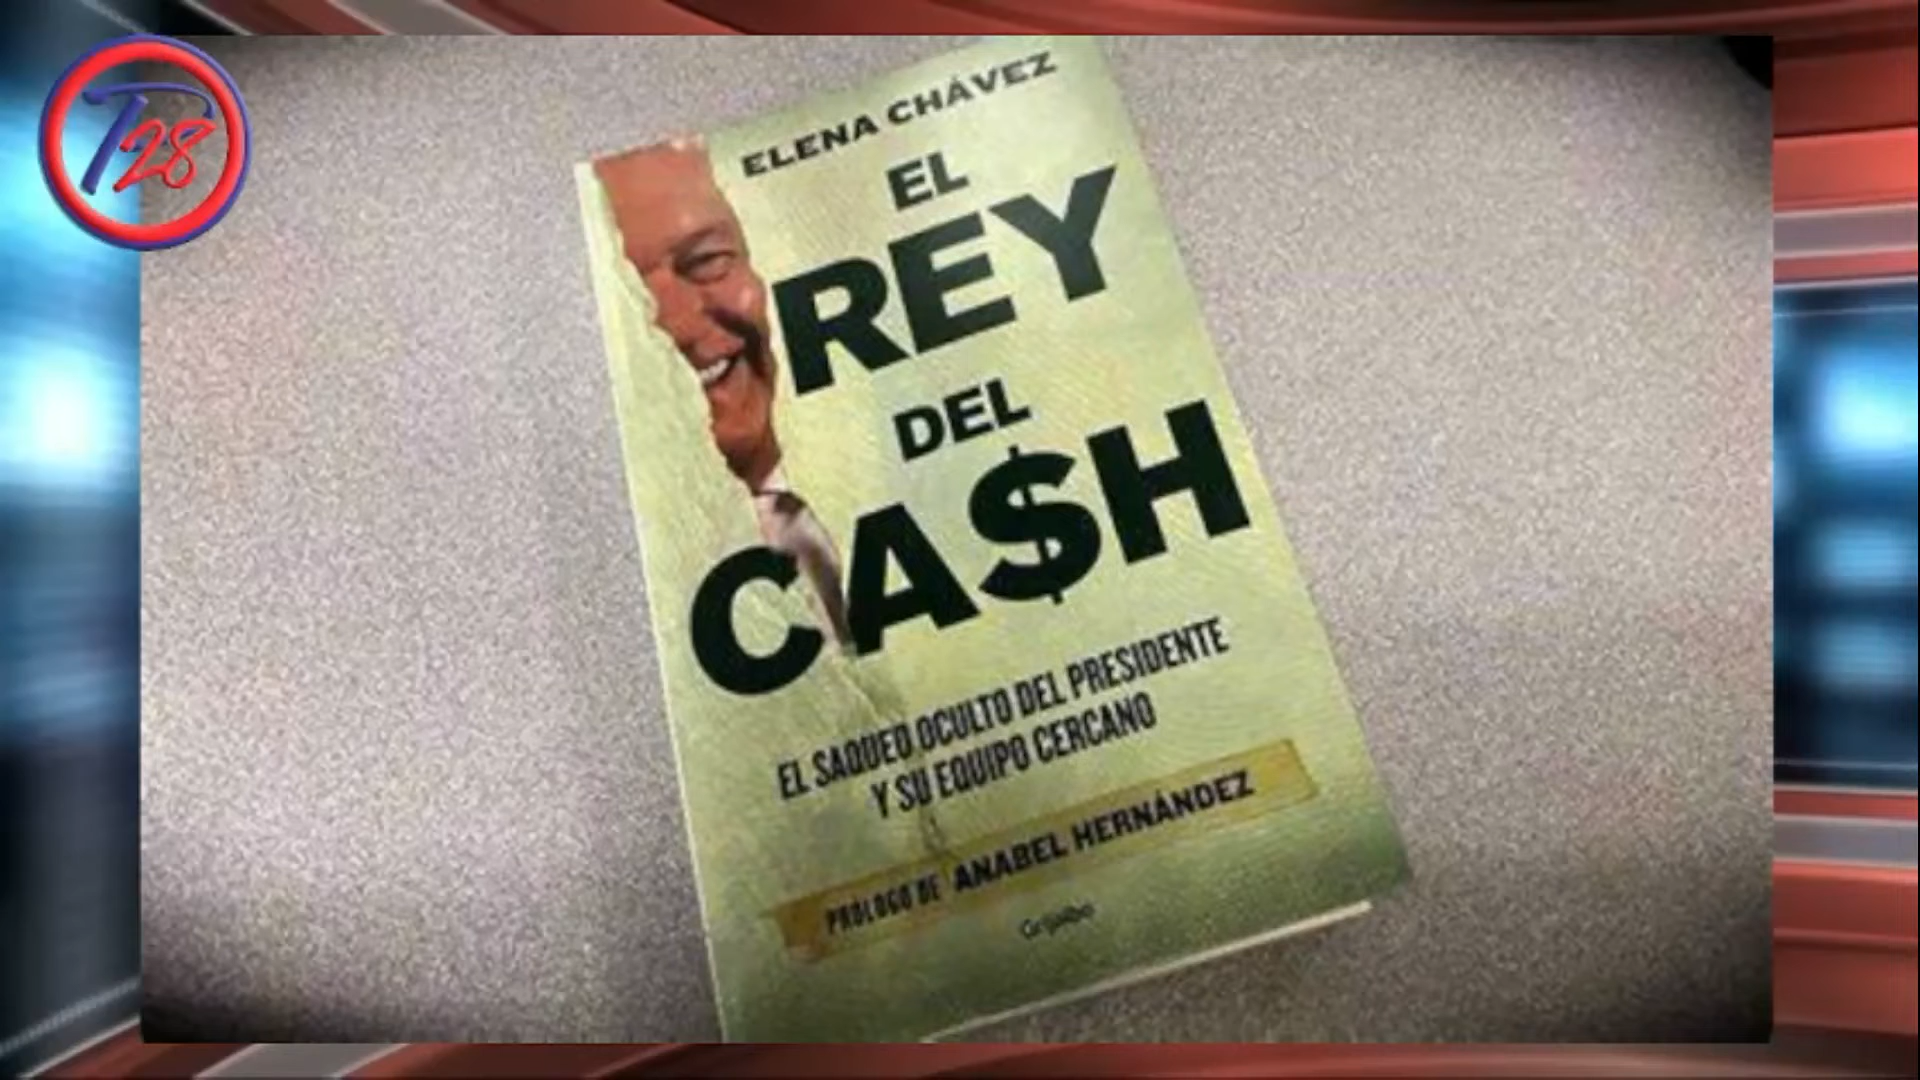 T28
ELENA CHÁVEZ
EL
REY
DEL
CA$H
EL SAQUEO OCULTO DEL PRESIDENTE
Y SU EQUIPO CERCANO
PRÓLOGO DE ANABEL HERNÁNDEZ
Grijalbo